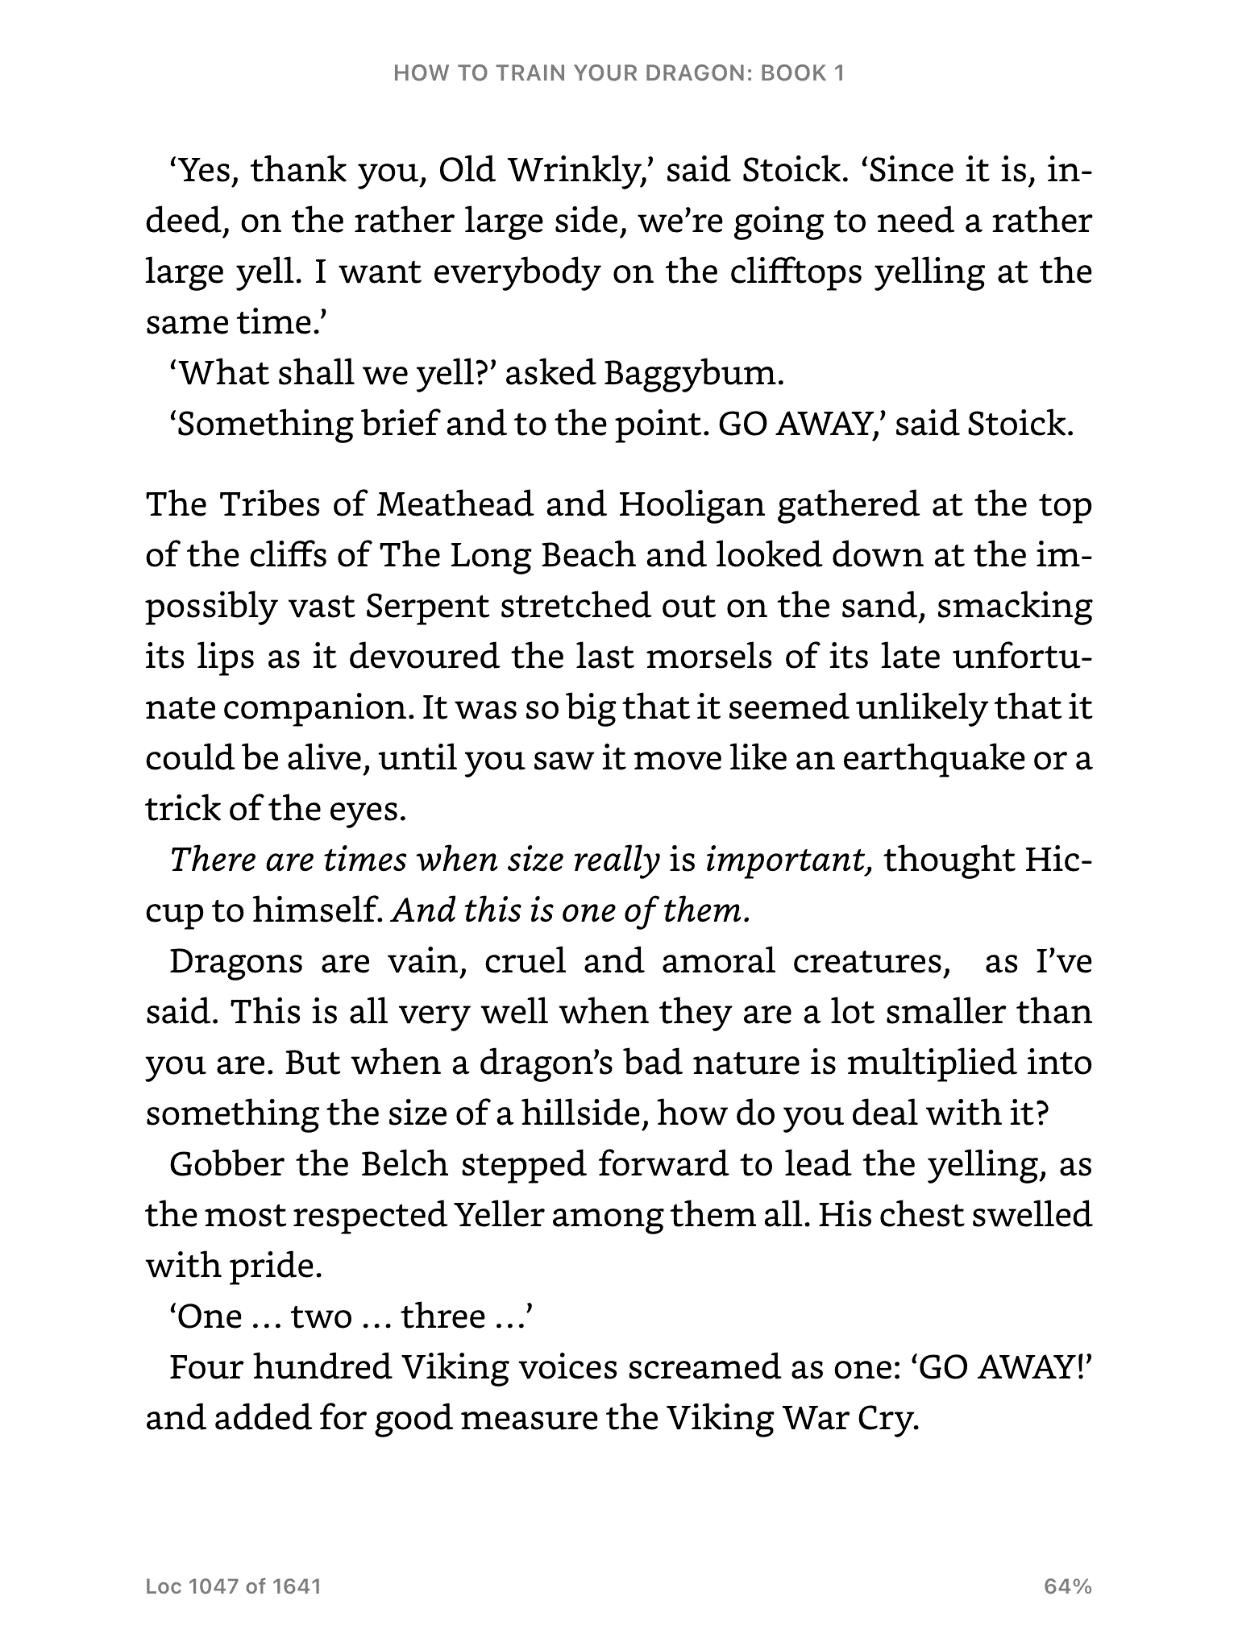 HOW TO TRAIN YOUR DRAGON: BOOK 1
‘Yes, thank you, Old Wrinkly,’ said Stoick. ‘Since it is, in-
deed, on the rather large side, we’re going to need a rather
large yell. I want everybody on the clifftops yelling at the
same time.’
‘What shall we yell?’ asked Baggybum.
‘Something brief and to the point. GO AWAY,’ said Stoick.
The Tribes of Meathead and Hooligan gathered at the top
of the cliffs of The Long Beach and looked down at the im-
possibly vast Serpent stretched out on the sand, smacking
its lips as it devoured the last morsels of its late unfortu-
nate companion. It was so big that it seemed unlikely that it
could be alive, until you saw it move like an earthquake or a
trick of the eyes.
There are times when size really is important, thought Hic-
cup to himself. And this is one of them.
Dragons are vain, cruel and amoral creatures, as I’ve
said. This is all very well when they are a lot smaller than
you are. But when a dragon’s bad nature is multiplied into
something the size of a hillside, how do you deal with it?
Gobber the Belch stepped forward to lead the yelling, as
the most respected Yeller among them all. His chest swelled
with pride.
‘One … two … three …’
Four hundred Viking voices screamed as one: ‘GO AWAY!’
and added for good measure the Viking War Cry.
Loc 1047 of 1641
64%